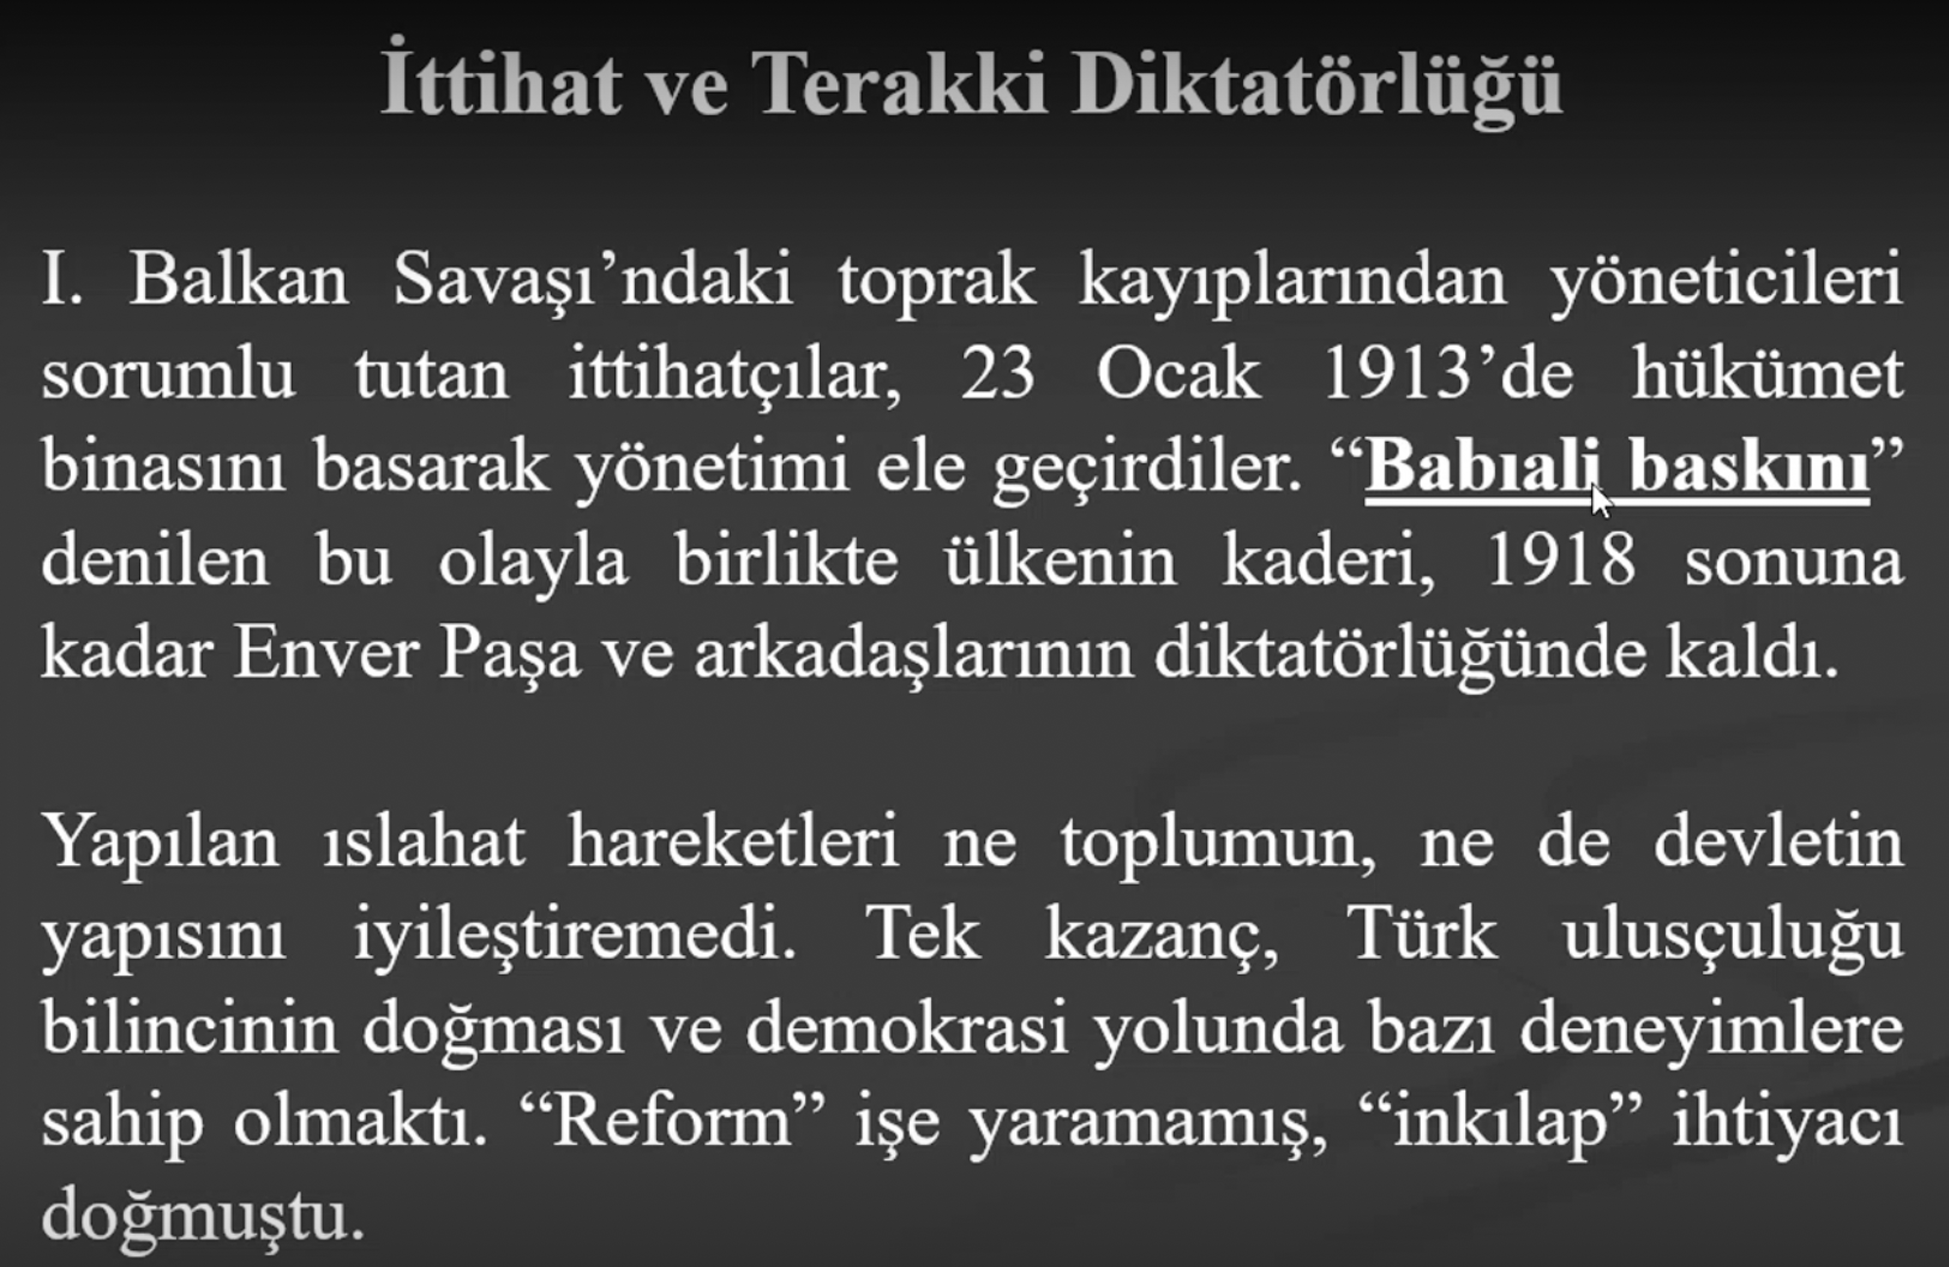 İttihat ve Terakki Diktatörlüğü
I. Balkan Savaşı’ndaki toprak kayıplarından yöneticileri
sorumlu tutan ittihatçılar, 23 Ocak 1913’de hükümet
binasını basarak yönetimi ele geçirdiler. “Babıali baskını”
denilen bu olayla birlikte ülkenin kaderi, 1918 sonuna
kadar Enver Paşa ve arkadaşlarının diktatörlüğünde kaldı.
Yapılan ıslahat hareketleri ne toplumun, ne de devletin
yapısını iyileştiremedi. Tek kazanç, Türk ulusçuluğu
bilincinin doğması ve demokrasi yolunda bazı deneyimlere
sahip olmaktı. “Reform” işe yaramamış, “inkılap” ihtiyacı
doğmuştu.